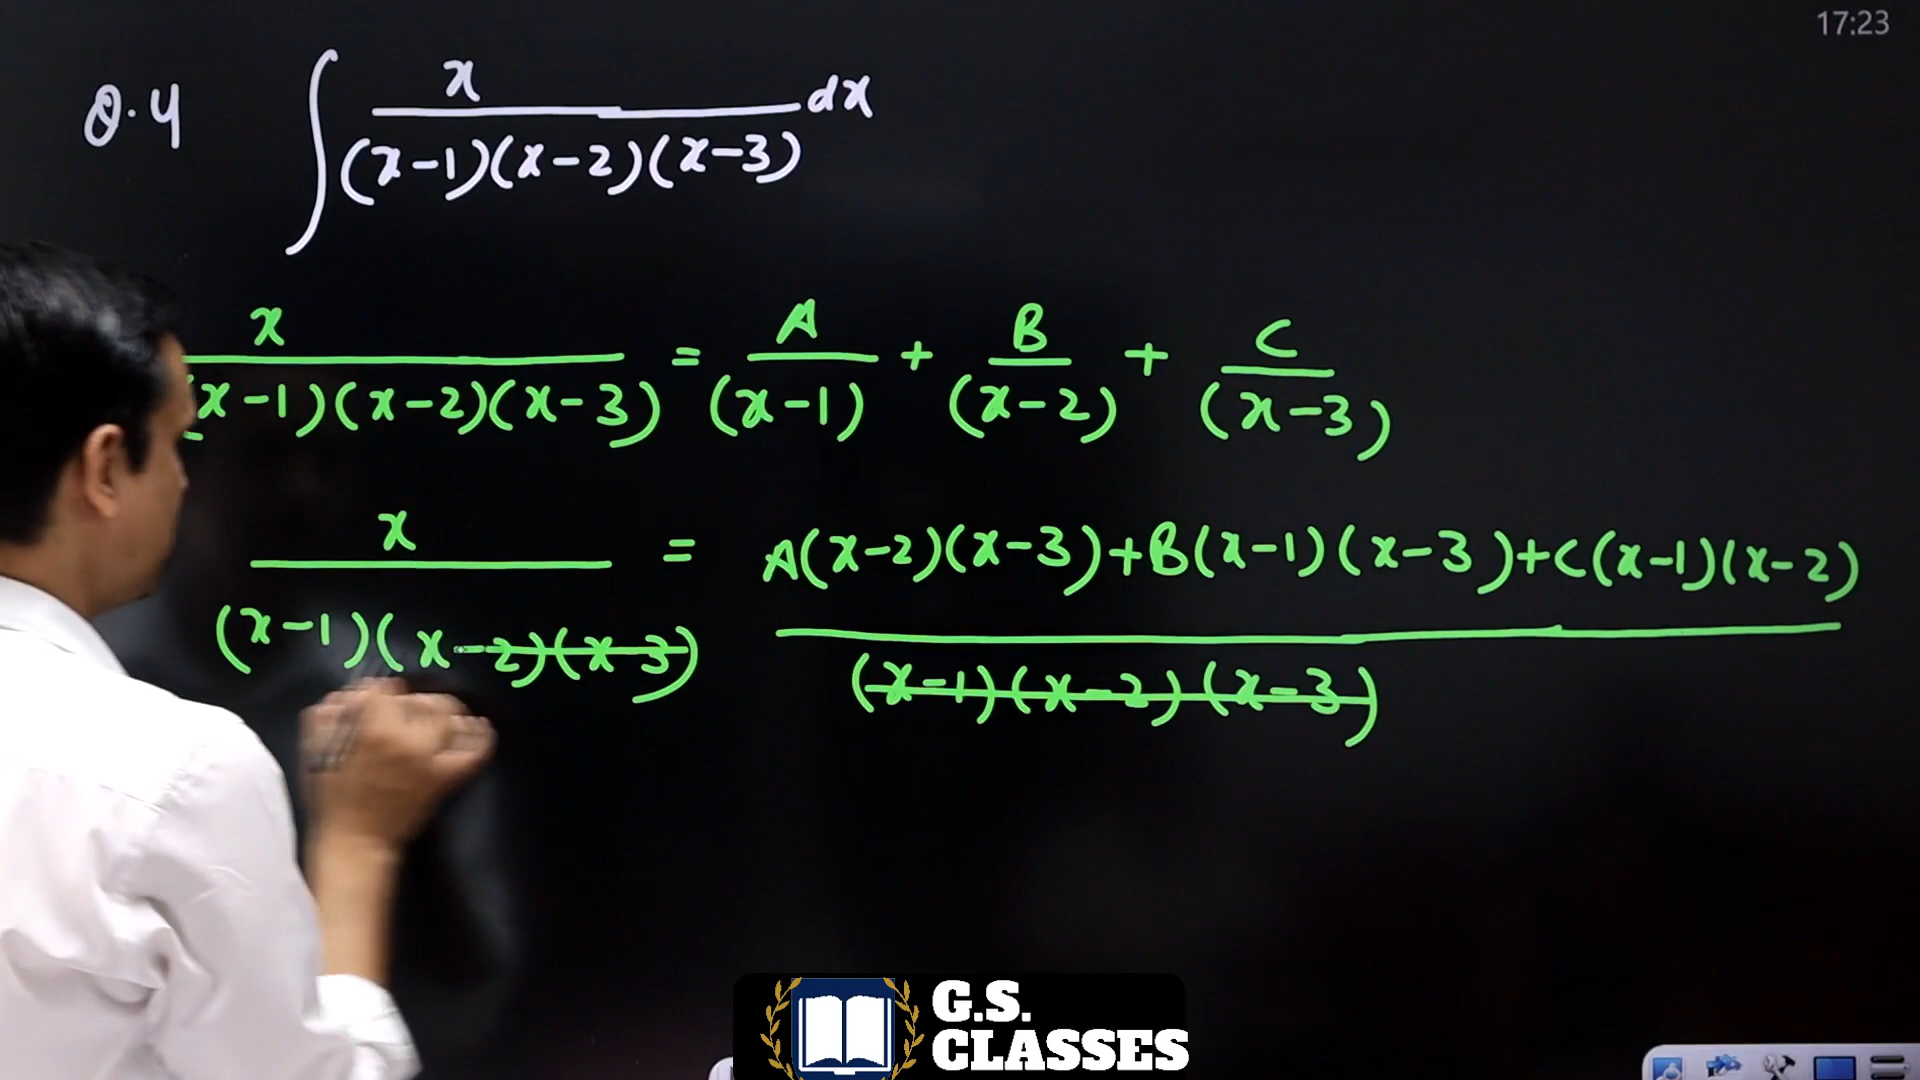 17:23
Q.4 ∫ x/((x-1)(x-2)(x-3)) dx
x/((x-1)(x-2)(x-3)) = A/(x-1) + B/(x-2) + C/(x-3)
x/((x-1)(x-2)(x-3)) = (A(x-2)(x-3)+B(x-1)(x-3)+C(x-1)(x-2))/((x-1)(x-2)(x-3))
G.S.
CLASSES